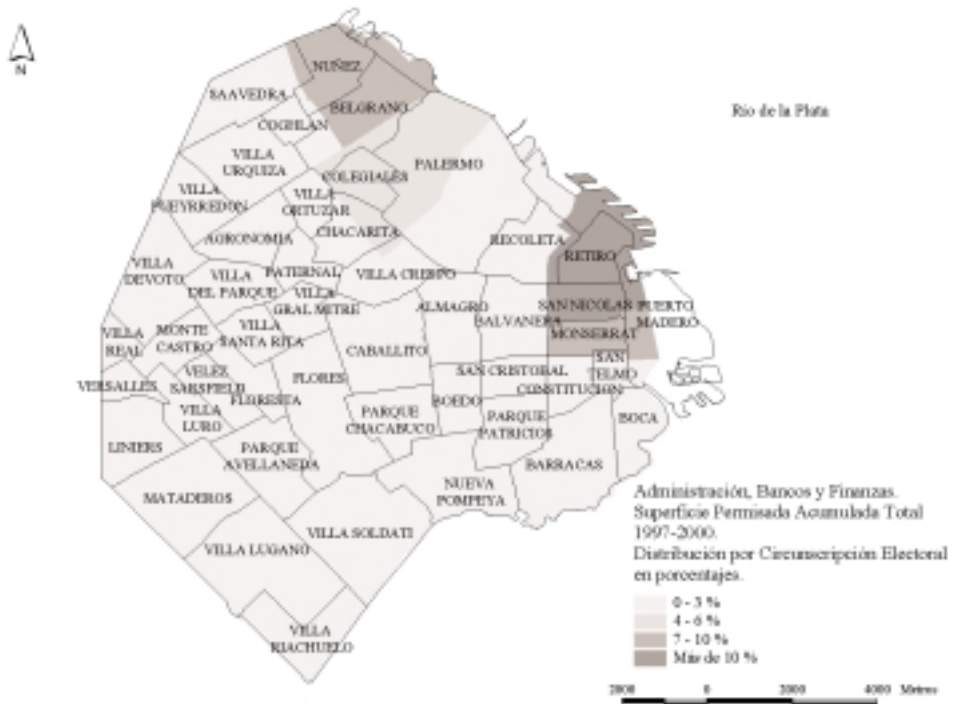 N
NUÑEZ
SAAVEDRA
BELGRANO
COGHLAN
Rio de la Plata
VILLA
URQUIZA
PALERMO
COLEGIALES
VILLA
PUEYRREDON
VILLA
ORTUZAR
CHACARITA
AGRONOMIA
RECOLETA
RETIRO
VILLA
DEVOTO
VILLA
DEL PARQUE
PATERNAL
VILLA CRESPO
VILLA
GRAL MITRE
ALMAGRO
BALVANERA
SAN NICOLAS
PUERTO
MADERO
MONSERRAT
VILLA
REAL
MONTE
CASTRO
VILLA
SANTA RITA
CABALLITO
SAN
TELMO
VERSALLES
VELEZ
SARSFIELD
FLORESTA
FLORES
SAN CRISTOBAL
CONSTITUCION
BOEDO
VILLA
LURO
PARQUE
CHACABUCO
PARQUE
PATRICIOS
BOCA
LINIERS
PARQUE
AVELLANEDA
BARRACAS
MATADEROS
NUEVA
POMPEYA
VILLA SOLDATI
VILLA LUGANO
VILLA
RIACHUELO
Administración, Bancos y Finanzas.
Superficie Permisada Acumulada Total
1997-2000.
Distribución por Circunscripción Electoral
en porcentajes.
0 - 3 %
4 - 6 %
7 - 10 %
Más de 10 %
2000 0 2000 4000 Metros